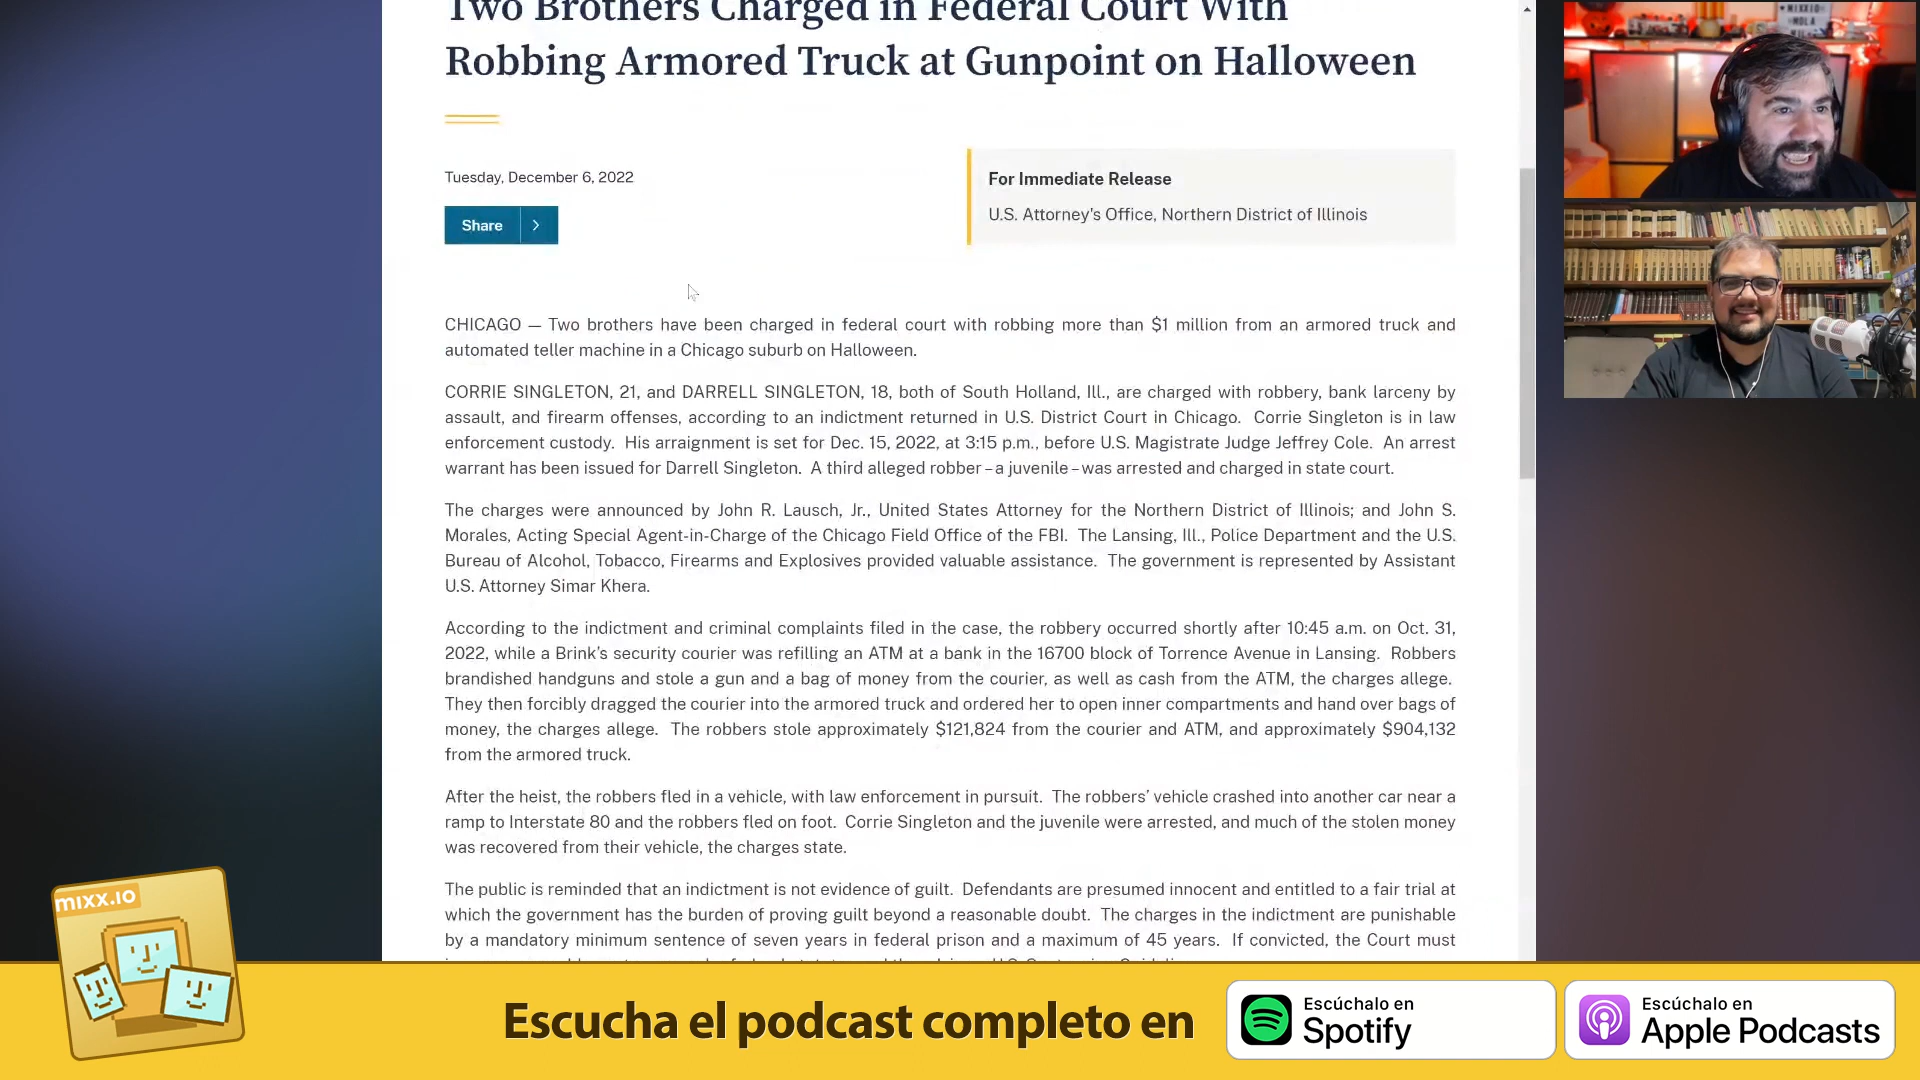 Two Brothers Charged in Federal Court With
Robbing Armored Truck at Gunpoint on Halloween
Tuesday, December 6, 2022
Share
For Immediate Release
U.S. Attorney's Office, Northern District of Illinois
CHICAGO — Two brothers have been charged in federal court with robbing more than $1 million from an armored truck and
automated teller machine in a Chicago suburb on Halloween.
CORRIE SINGLETON, 21, and DARRELL SINGLETON, 18, both of South Holland, Ill., are charged with robbery, bank larceny by
assault, and firearm offenses, according to an indictment returned in U.S. District Court in Chicago.  Corrie Singleton is in law
enforcement custody.  His arraignment is set for Dec. 15, 2022, at 3:15 p.m., before U.S. Magistrate Judge Jeffrey Cole.  An arrest
warrant has been issued for Darrell Singleton.  A third alleged robber – a juvenile – was arrested and charged in state court.
The charges were announced by John R. Lausch, Jr., United States Attorney for the Northern District of Illinois; and John S.
Morales, Acting Special Agent-in-Charge of the Chicago Field Office of the FBI.  The Lansing, Ill., Police Department and the U.S.
Bureau of Alcohol, Tobacco, Firearms and Explosives provided valuable assistance.  The government is represented by Assistant
U.S. Attorney Simar Khera.
According to the indictment and criminal complaints filed in the case, the robbery occurred shortly after 10:45 a.m. on Oct. 31,
2022, while a Brink's security courier was refilling an ATM at a bank in the 16700 block of Torrence Avenue in Lansing.  Robbers
brandished handguns and stole a gun and a bag of money from the courier, as well as cash from the ATM, the charges allege.
They then forcibly dragged the courier into the armored truck and ordered her to open inner compartments and hand over bags of
money, the charges allege.  The robbers stole approximately $121,824 from the courier and ATM, and approximately $904,132
from the armored truck.
After the heist, the robbers fled in a vehicle, with law enforcement in pursuit.  The robbers' vehicle crashed into another car near a
ramp to Interstate 80 and the robbers fled on foot.  Corrie Singleton and the juvenile were arrested, and much of the stolen money
was recovered from their vehicle, the charges state.
The public is reminded that an indictment is not evidence of guilt.  Defendants are presumed innocent and entitled to a fair trial at
which the government has the burden of proving guilt beyond a reasonable doubt.  The charges in the indictment are punishable
by a mandatory minimum sentence of seven years in federal prison and a maximum of 45 years.  If convicted, the Court must
MIXXIO
MOLA
mixx.io
Escucha el podcast completo en
Escúchalo en
Spotify
Escúchalo en
Apple Podcasts